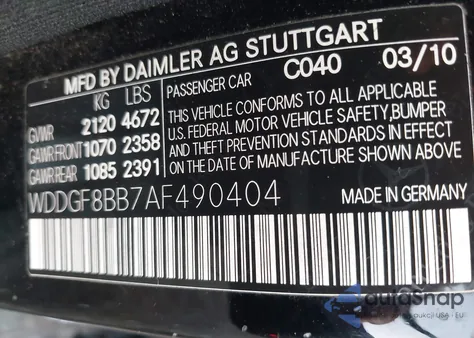 MFD BY DAIMLER AG STUTTGART
KG LBS
GVWR 2120 4672
GAWR FRONT 1070 2358
GAWR REAR 1085 2391
PASSENGER CAR C040 03/10
THIS VEHICLE CONFORMS TO ALL APPLICABLE
U.S. FEDERAL MOTOR VEHICLE SAFETY, BUMPER
AND THEFT PREVENTION STANDARDS IN EFFECT
ON THE DATE OF MANUFACTURE SHOWN ABOVE.
WDDGF8BB7AF490404 MADE IN GERMANY
autoSnap